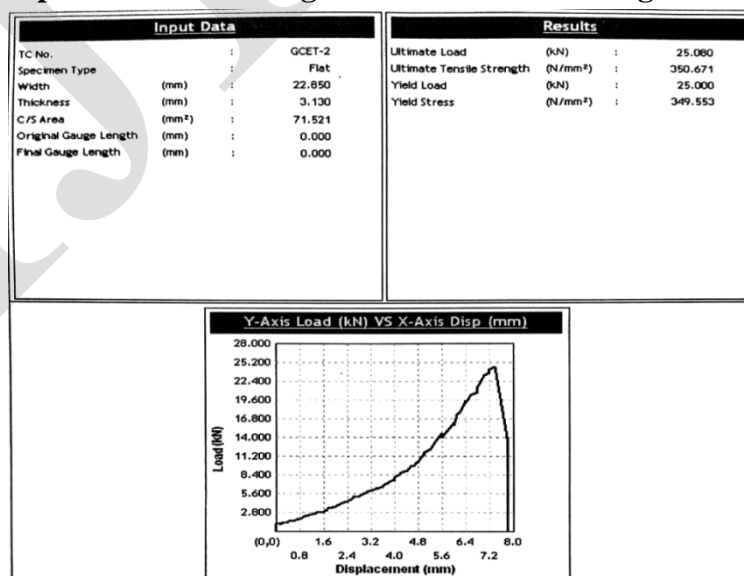 Input Data
TC No. : GCET-2
Specimen Type : Flat
Width (mm) : 22.850
Thickness (mm) : 3.130
C/S Area (mm²) : 71.521
Original Gauge Length (mm) : 0.000
Final Gauge Length (mm) : 0.000
Results
Ultimate Load (kN) : 25.080
Ultimate Tensile Strength (N/mm²) : 350.671
Yield Load (kN) : 25.000
Yield Stress (N/mm²) : 349.553
Y-Axis Load (kN) VS X-Axis Disp (mm)
28.000
25.200
22.400
19.600
16.800
14.000
11.200
8.400
5.600
2.800
Load(kN)
(0,0) 1.6 3.2 4.8 6.4 8.0
0.8 2.4 4.0 5.6 7.2
Displacement (mm)